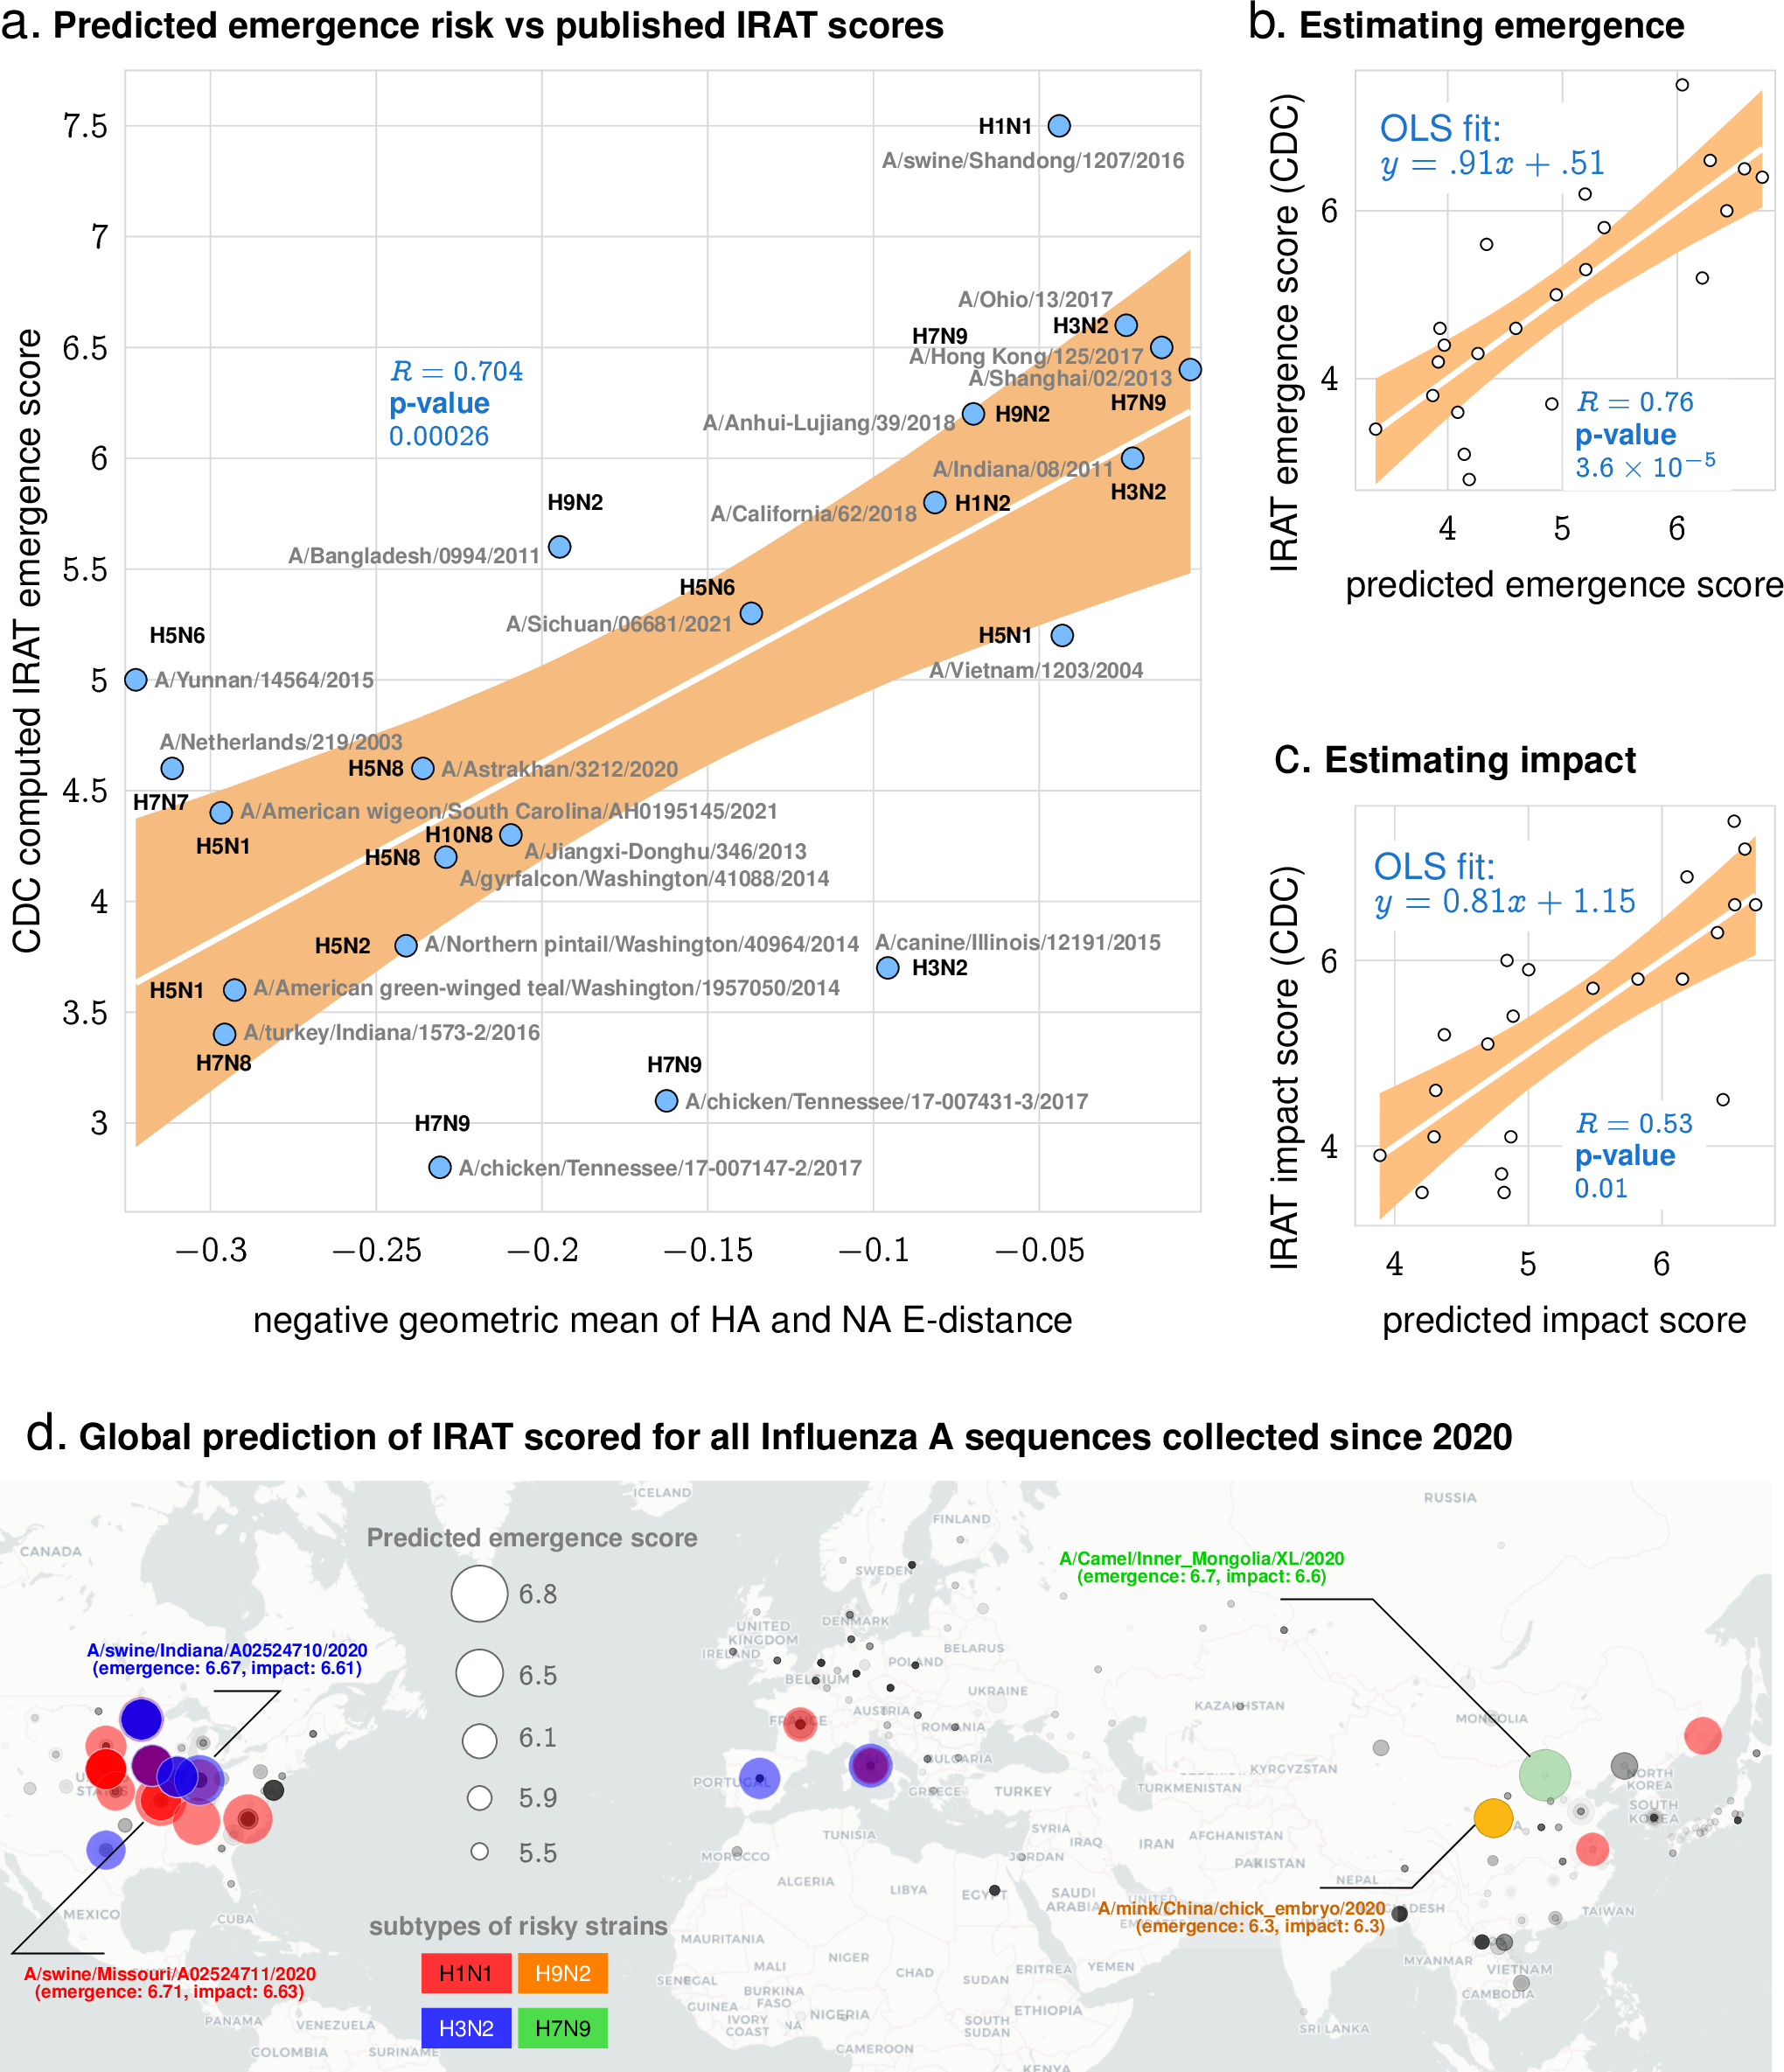 a. Predicted emergence risk vs published IRAT scores
CDC computed IRAT emergence score
7.5
7
6.5
6
5.5
5
4.5
4
3.5
3
−0.3
−0.25
−0.2
−0.15
−0.1
−0.05
negative geometric mean of HA and NA E-distance
R = 0.704
p-value
0.00026
H1N1
A/swine/Shandong/1207/2016
A/Ohio/13/2017
H3N2
H7N9
A/Hong Kong/125/2017
A/Shanghai/02/2013
H7N9
A/Anhui-Lujiang/39/2018
H9N2
A/Indiana/08/2011
H3N2
A/California/62/2018
H1N2
H9N2
A/Bangladesh/0994/2011
H5N6
A/Sichuan/06681/2021
H5N1
A/Vietnam/1203/2004
H5N6
A/Yunnan/14564/2015
A/Netherlands/219/2003
H7N7
H5N8
A/Astrakhan/3212/2020
A/American wigeon/South Carolina/AH0195145/2021
H5N1
H10N8
A/Jiangxi-Donghu/346/2013
H5N8
A/gyrfalcon/Washington/41088/2014
H5N2
A/Northern pintail/Washington/40964/2014
A/canine/Illinois/12191/2015
H3N2
H5N1
A/American green-winged teal/Washington/1957050/2014
A/turkey/Indiana/1573-2/2016
H7N8
H7N9
A/chicken/Tennessee/17-007431-3/2017
H7N9
A/chicken/Tennessee/17-007147-2/2017
b. Estimating emergence
IRAT emergence score (CDC)
OLS fit:
y = .91x + .51
6
4
R = 0.76
p-value
3.6 × 10−5
4
5
6
predicted emergence score
c. Estimating impact
IRAT impact score (CDC)
OLS fit:
y = 0.81x + 1.15
6
4
R = 0.53
p-value
0.01
4
5
6
predicted impact score
d. Global prediction of IRAT scored for all Influenza A sequences collected since 2020
Predicted emergence score
6.8
6.5
6.1
5.9
5.5
subtypes of risky strains
H1N1
H9N2
H3N2
H7N9
A/swine/Indiana/A02524710/2020
(emergence: 6.67, impact: 6.61)
A/swine/Missouri/A02524711/2020
(emergence: 6.71, impact: 6.63)
A/Camel/Inner_Mongolia/XL/2020
(emergence: 6.7, impact: 6.6)
A/mink/China/chick_embryo/2020
(emergence: 6.3, impact: 6.3)
ICELAND
RUSSIA
CANADA
FINLAND
SWEDEN
DENMARK
UNITED
KINGDOM
IRELAND
BELARUS
POLAND
BELGIUM
UKRAINE
AUSTRIA
FRANCE
ROMANIA
BULGARIA
PORTUGAL
GREECE
TURKEY
KAZAKHSTAN
MONGOLIA
KYRGYZSTAN
TURKMENISTAN
NORTH
KOREA
SOUTH
KOREA
TUNISIA
SYRIA
IRAQ
IRAN
AFGHANISTAN
MOROCCO
JORDAN
PAKISTAN
NEPAL
ALGERIA
LIBYA
EGYPT
SAUDI
ARABIA
UNITED
TAIWAN
MEXICO
CUBA
MAURITANIA
MALI
NIGER
CHAD
SUDAN
ERITREA
YEMEN
MYANMAR
VIETNAM
SENEGAL
BURKINA
FASO
GUINEA
IVORY
COAST
NIGERIA
SOUTH
SUDAN
ETHIOPIA
CAMBODIA
SRI LANKA
PANAMA
VENEZUELA
COLOMBIA
SURINAME
CAMEROON
KENYA